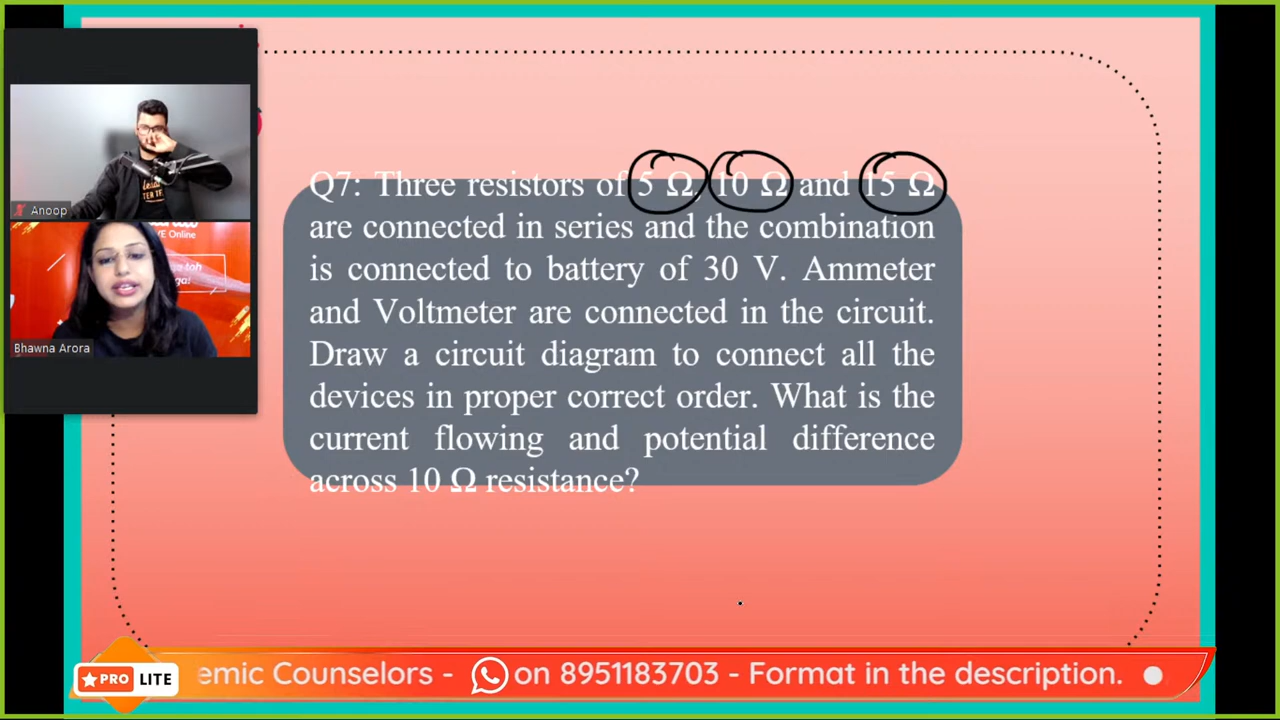 Q7: Three resistors of 5 Ω, 10 Ω and 15 Ω
are connected in series and the combination
is connected to battery of 30 V. Ammeter
and Voltmeter are connected in the circuit.
Draw a circuit diagram to connect all the
devices in proper correct order. What is the
current flowing and potential difference
across 10 Ω resistance?
Anoop
VE Online
Bhawna Arora
PRO LITE
emic Counselors - on 8951183703 - Format in the description.